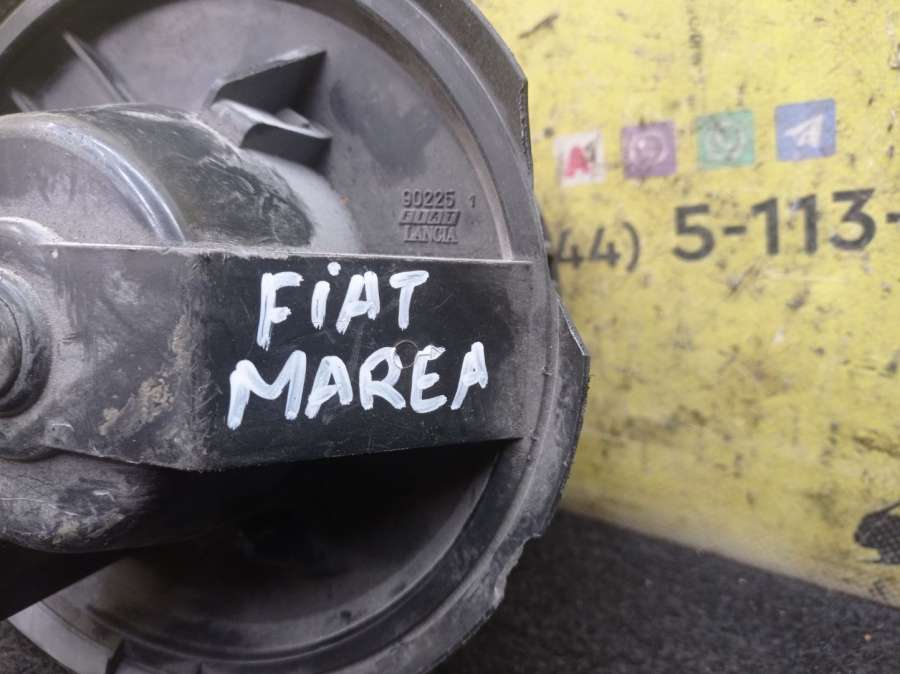 90225 1
FIAT
LANCIA
FiAT
MAREA
44) 5-113-